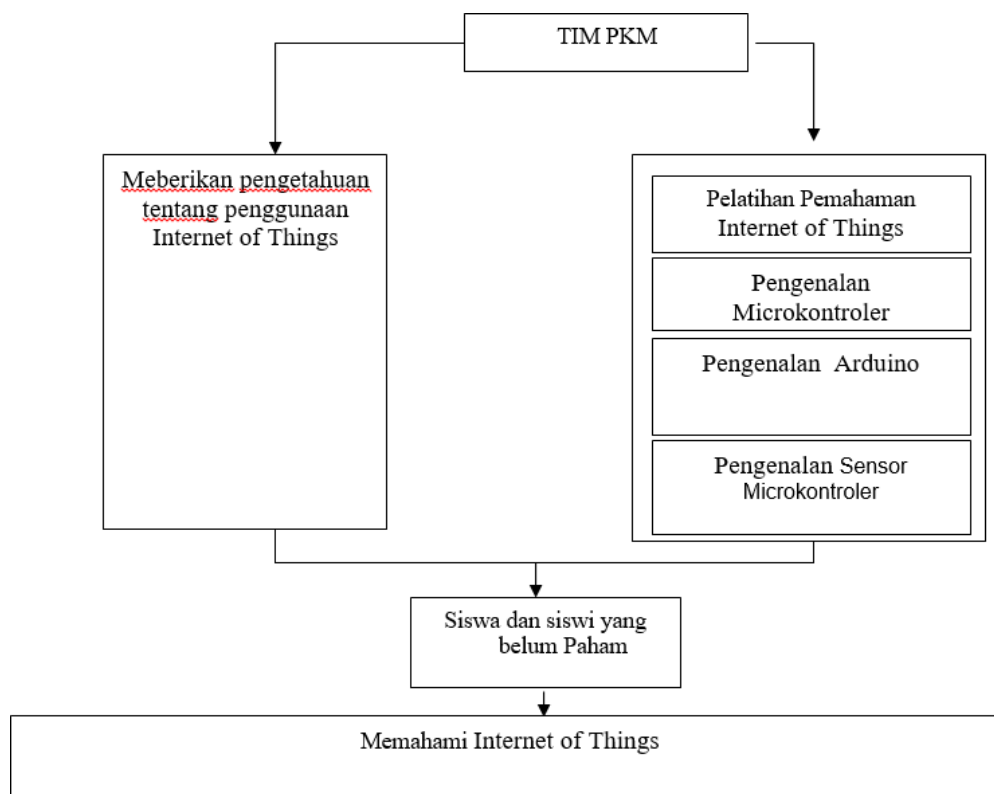 TIM PKM
Meberikan pengetahuan
tentang penggunaan
Internet of Things
Pelatihan Pemahaman
Internet of Things
Pengenalan
Microkontroler
Pengenalan Arduino
Pengenalan Sensor
Microkontroler
Siswa dan siswi yang
belum Paham
Memahami Internet of Things